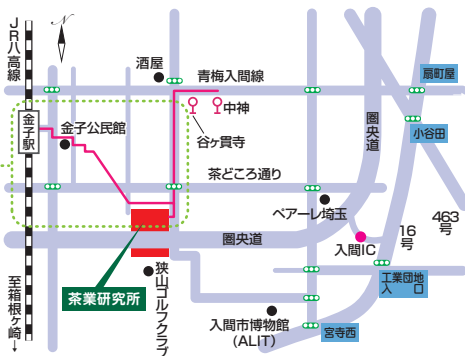 JR八高線
N
酒屋
青梅入間線
扇町屋
金子駅
金子公民館
中神
谷ヶ貫寺
圏央道
小谷田
茶どころ通り
ペアーレ埼玉
圏央道
入間IC
16号
463号
茶業研究所
狭山ゴルフクラブ
工業団地
入口
至箱根ヶ崎→
入間市博物館
(ALIT)
宮寺西